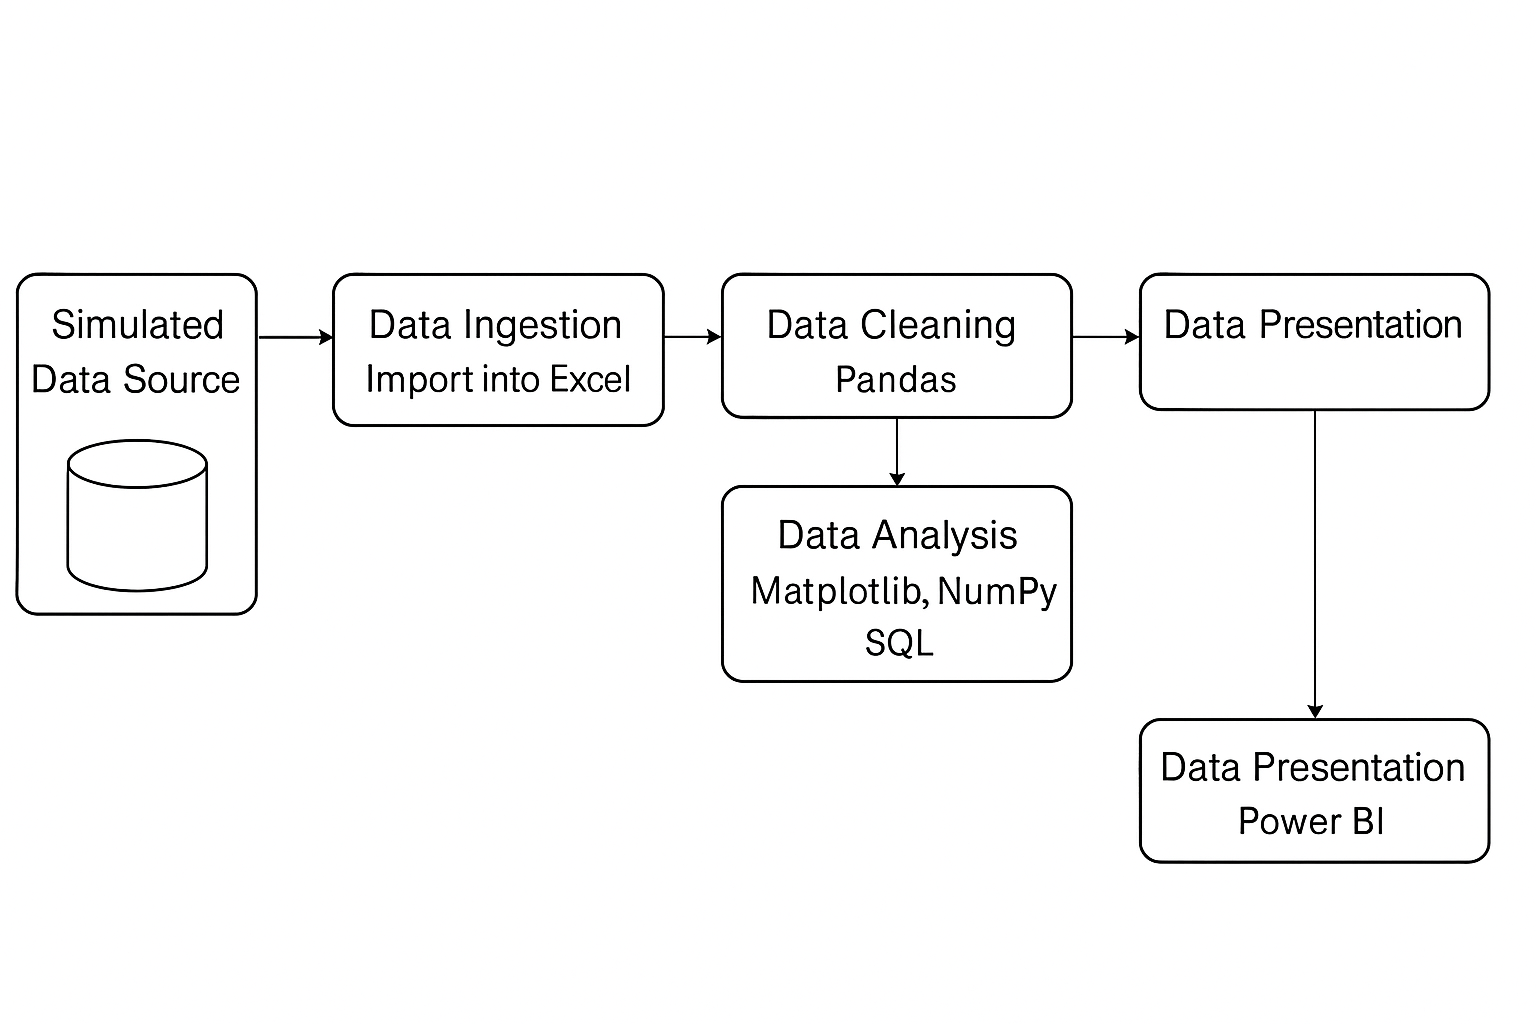 Simulated
Data Source
Data Ingestion
Import into Excel
Data Cleaning
Pandas
Data Presentation
Data Analysis
Matplotlib, NumPy
SQL
Data Presentation
Power BI